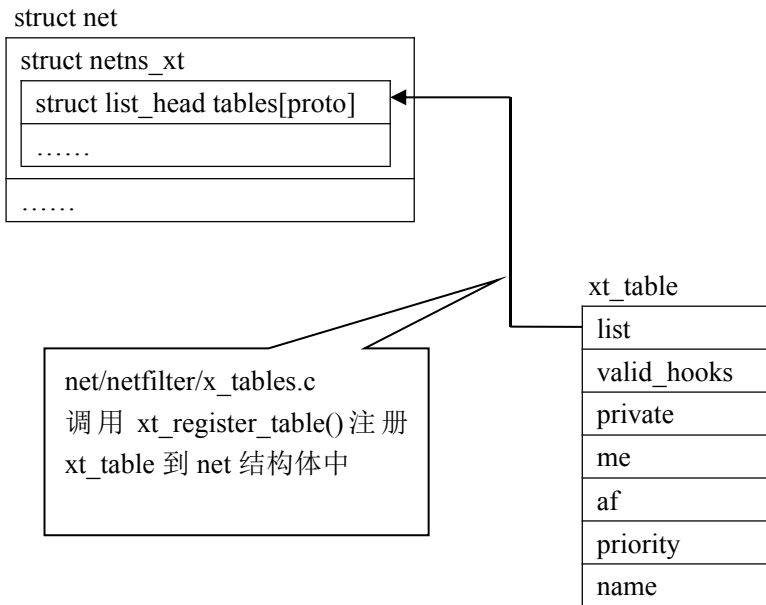 struct net
struct netns_xt
struct list_head tables[proto]
……
……
xt_table
list
valid_hooks
private
me
af
priority
name
net/netfilter/x_tables.c
调用 xt_register_table()注册
xt_table 到 net 结构体中